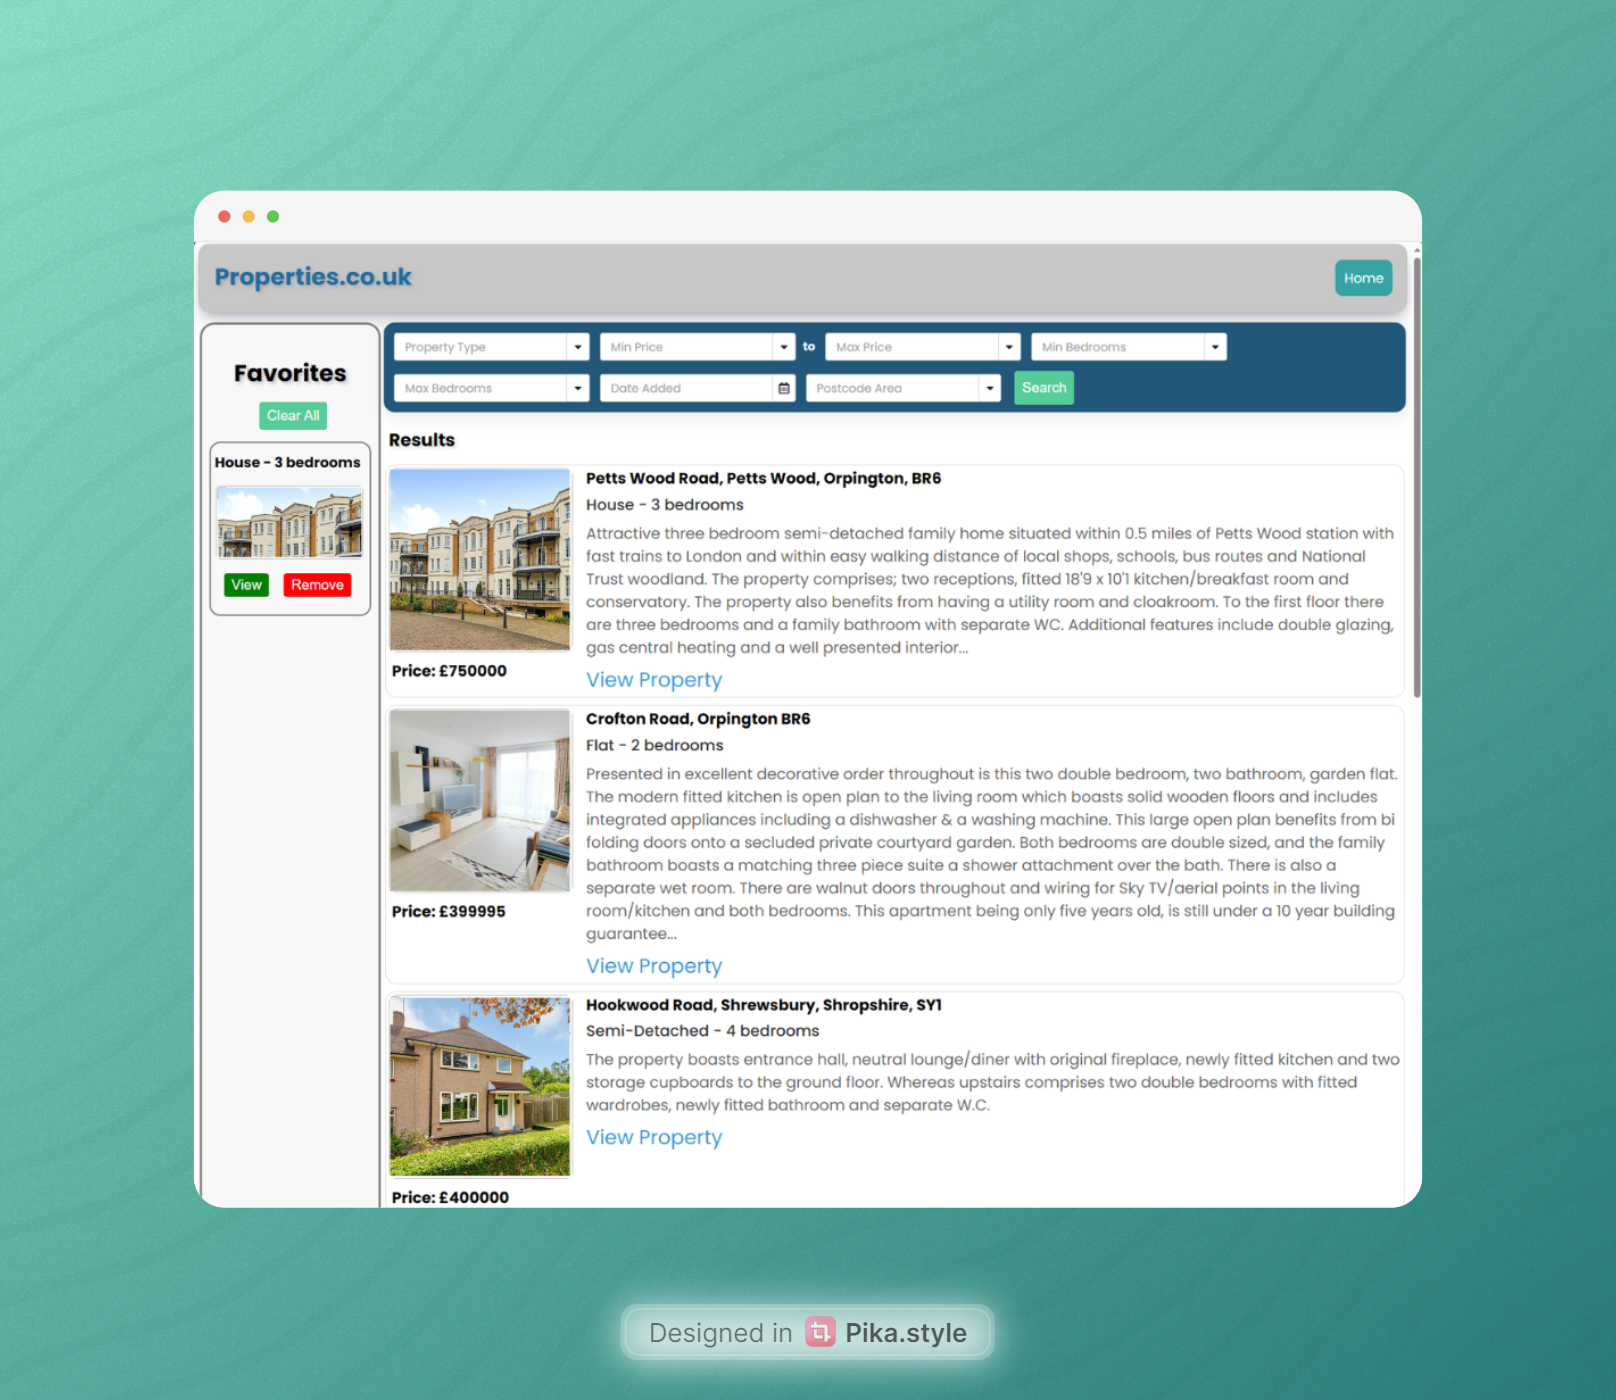 Properties.co.uk
Home
Favorites
Clear All
House - 3 bedrooms
View
Remove
Property Type
Min Price
to
Max Price
Min Bedrooms
Max Bedrooms
Date Added
Postcode Area
Search
Results
Petts Wood Road, Petts Wood, Orpington, BR6
House - 3 bedrooms
Attractive three bedroom semi-detached family home situated within 0.5 miles of Petts Wood station with
fast trains to London and within easy walking distance of local shops, schools, bus routes and National
Trust woodland. The property comprises; two receptions, fitted 18'9 x 10'1 kitchen/breakfast room and
conservatory. The property also benefits from having a utility room and cloakroom. To the first floor there
are three bedrooms and a family bathroom with separate WC. Additional features include double glazing,
gas central heating and a well presented interior...
Price: £750000
View Property
Crofton Road, Orpington BR6
Flat - 2 bedrooms
Presented in excellent decorative order throughout is this two double bedroom, two bathroom, garden flat.
The modern fitted kitchen is open plan to the living room which boasts solid wooden floors and includes
integrated appliances including a dishwasher & a washing machine. This large open plan benefits from bi
folding doors onto a secluded private courtyard garden. Both bedrooms are double sized, and the family
bathroom boasts a matching three piece suite a shower attachment over the bath. There is also a
separate wet room. There are walnut doors throughout and wiring for Sky TV/aerial points in the living
room/kitchen and both bedrooms. This apartment being only five years old, is still under a 10 year building
guarantee...
Price: £399995
View Property
Hookwood Road, Shrewsbury, Shropshire, SY1
Semi-Detached - 4 bedrooms
The property boasts entrance hall, neutral lounge/diner with original fireplace, newly fitted kitchen and two
storage cupboards to the ground floor. Whereas upstairs comprises two double bedrooms with fitted
wardrobes, newly fitted bathroom and separate W.C.
View Property
Price: £400000
Designed in Pika.style